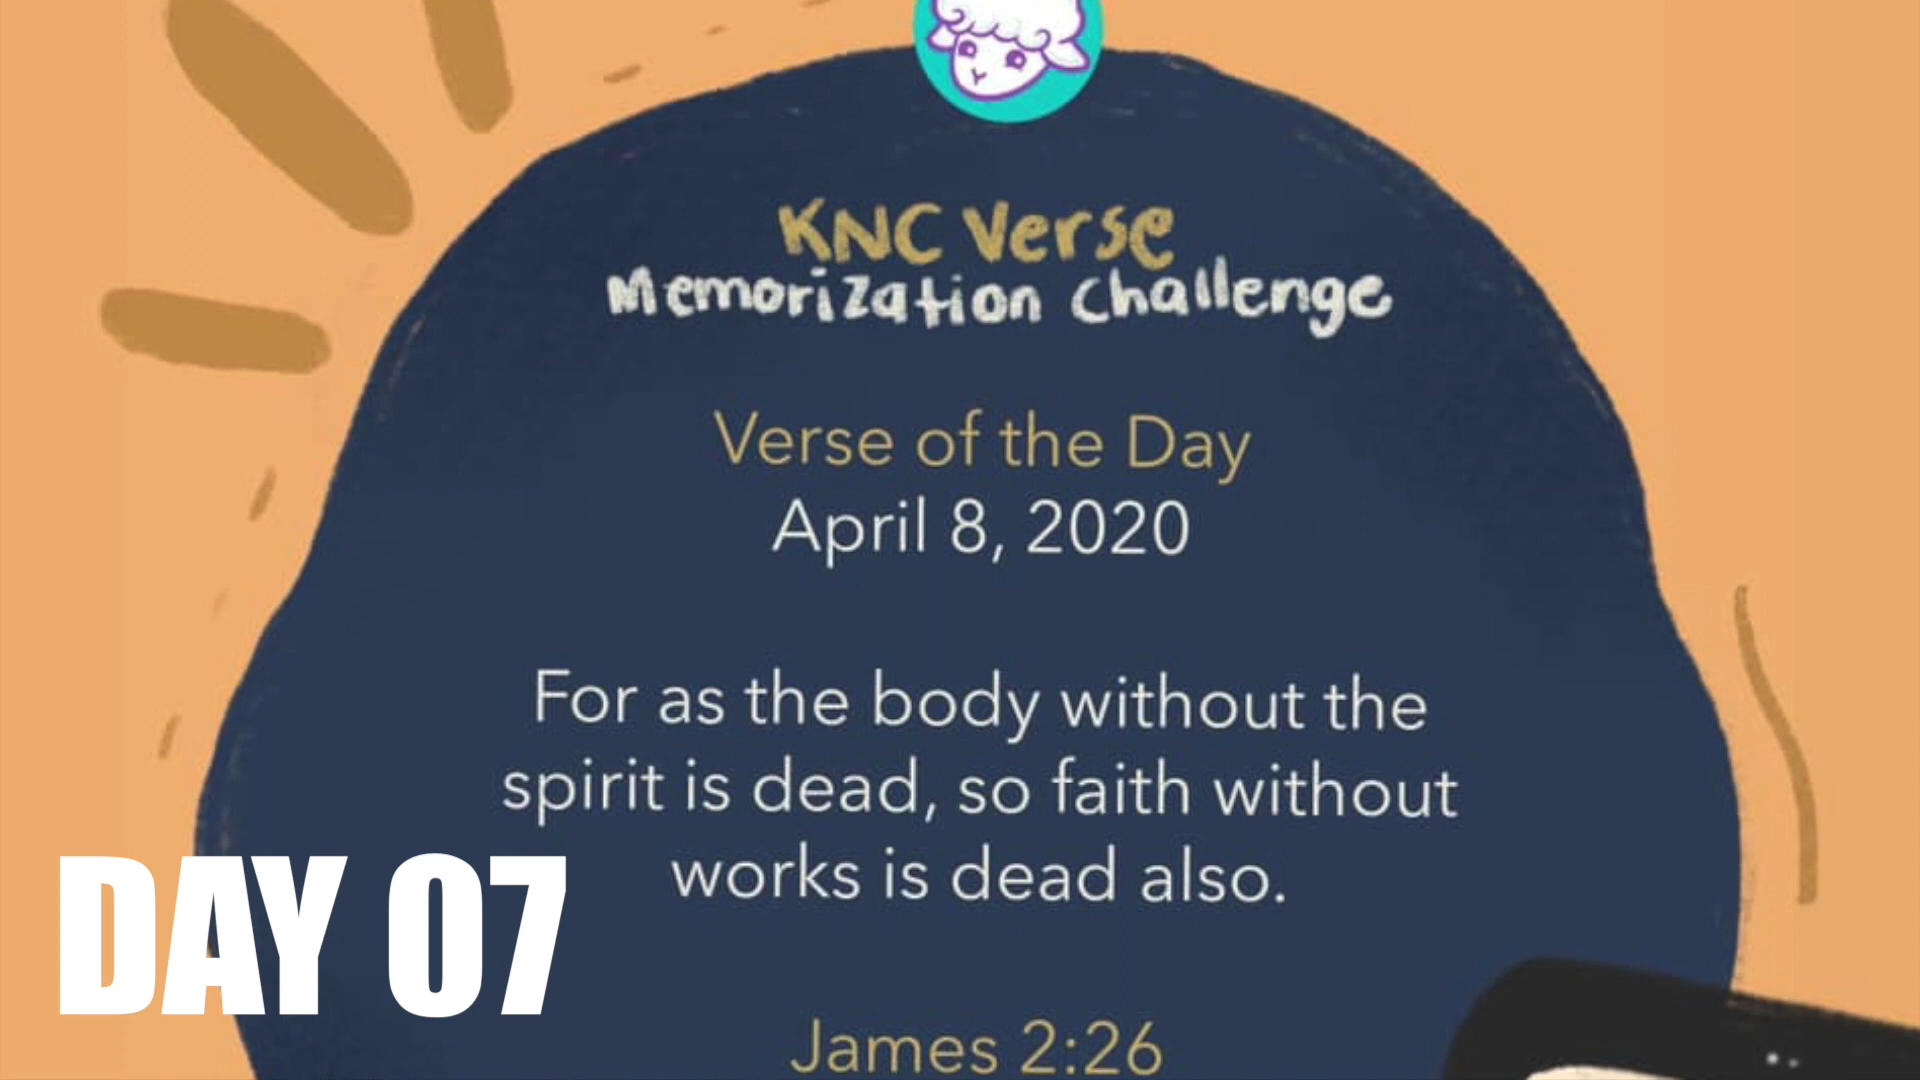 KNC Verse
Memorization Challenge
Verse of the Day
April 8, 2020
For as the body without the
spirit is dead, so faith without
works is dead also.
DAY 07
James 2:26